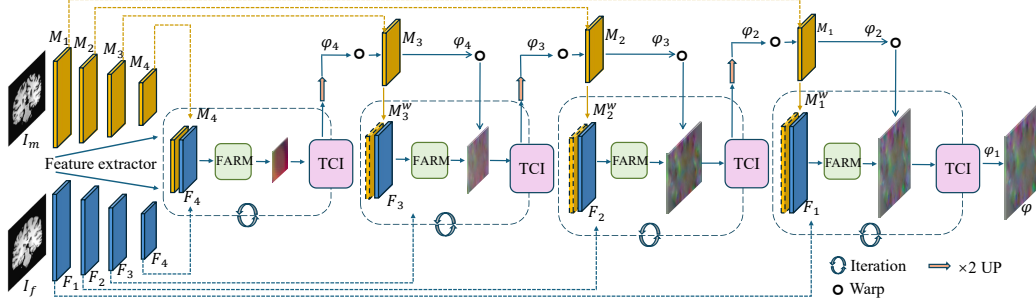 M₁ M₂ M₃ M₄
I_m
Feature extractor
I_f
F₁ F₂ F₃ F₄
M₄
F₄
FARM
TCI
φ₄
M₃
φ₄
M₃ʷ
F₃
FARM
TCI
φ₃
M₂
φ₃
M₂ʷ
F₂
FARM
TCI
φ₂
M₁
φ₂
M₁ʷ
F₁
FARM
TCI
φ₁
φ
Iteration
×2 UP
Warp